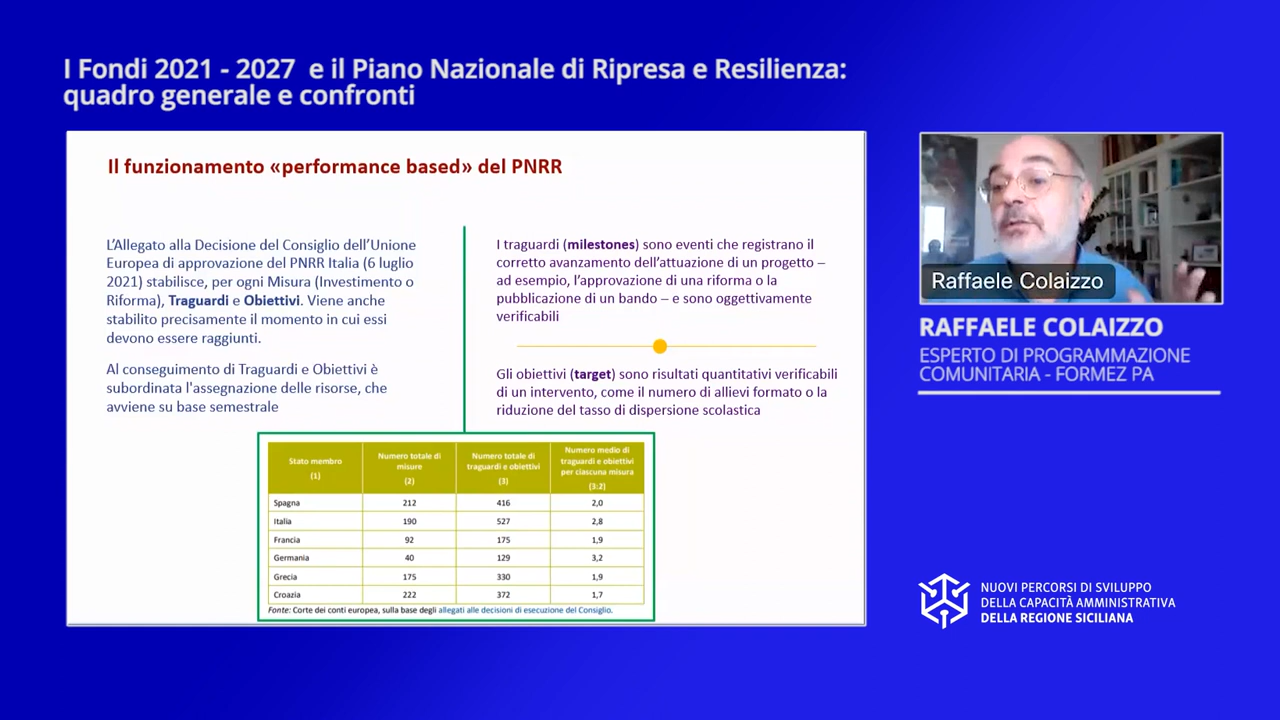 I Fondi 2021 - 2027 e il Piano Nazionale di Ripresa e Resilienza:
quadro generale e confronti
Il funzionamento «performance based» del PNRR
L'Allegato alla Decisione del Consiglio dell'Unione
Europea di approvazione del PNRR Italia (6 luglio
2021) stabilisce, per ogni Misura (Investimento o
Riforma), Traguardi e Obiettivi. Viene anche
stabilito precisamente il momento in cui essi
devono essere raggiunti.
Al conseguimento di Traguardi e Obiettivi è
subordinata l'assegnazione delle risorse, che
avviene su base semestrale
I traguardi (milestones) sono eventi che registrano il
corretto avanzamento dell'attuazione di un progetto –
ad esempio, l'approvazione di una riforma o la
pubblicazione di un bando – e sono oggettivamente
verificabili
Gli obiettivi (target) sono risultati quantitativi verificabili
di un intervento, come il numero di allievi formato o la
riduzione del tasso di dispersione scolastica
Stato membro (1) Numero totale di misure (2) Numero totale di traguardi e obiettivi (3) Numero medio di traguardi e obiettivi per ciascuna misura (3:2)
Spagna 212 416 2,0
Italia 190 527 2,8
Francia 92 175 1,9
Germania 40 129 3,2
Grecia 175 330 1,9
Croazia 222 372 1,7
Fonte: Corte dei conti europea, sulla base degli allegati alle decisioni di esecuzione del Consiglio.
Raffaele Colaizzo
RAFFAELE COLAIZZO
ESPERTO DI PROGRAMMAZIONE
COMUNITARIA - FORMEZ PA
NUOVI PERCORSI DI SVILUPPO
DELLA CAPACITÀ AMMINISTRATIVA
DELLA REGIONE SICILIANA